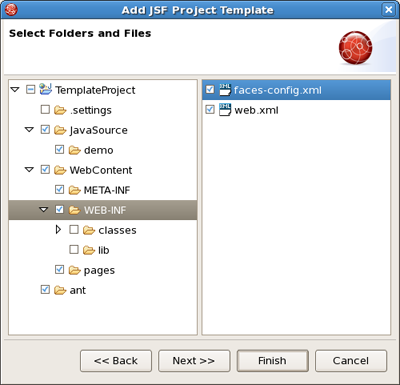 Add JSF Project Template
Select Folders and Files
TemplateProject
.settings
JavaSource
demo
WebContent
META-INF
WEB-INF
classes
lib
pages
ant
faces-config.xml
web.xml
<< Back
Next >>
Finish
Cancel